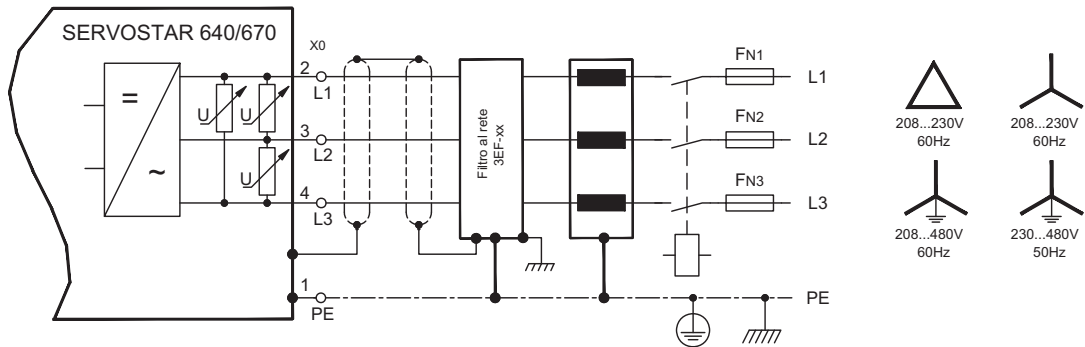 SERVOSTAR 640/670
X0
=
~
U
U
U
2
L1
3
L2
4
L3
1
PE
Filtro al rete
3EF-xx
FN1
FN2
FN3
L1
L2
L3
PE
208...230V
60Hz
208...230V
60Hz
208...480V
60Hz
230...480V
50Hz